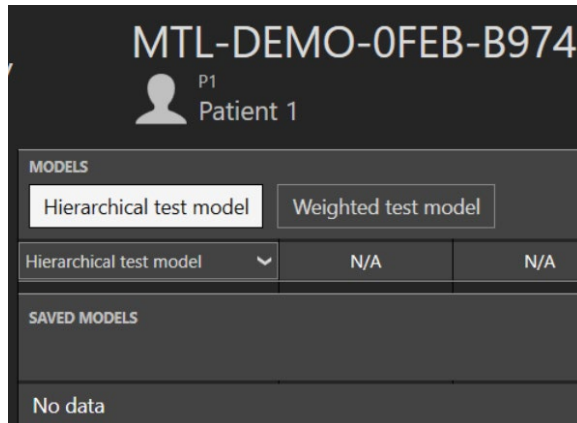 MTL-DEMO-0FEB-B974
P1
Patient 1
MODELS
Hierarchical test model Weighted test model
Hierarchical test model N/A N/A
SAVED MODELS
No data